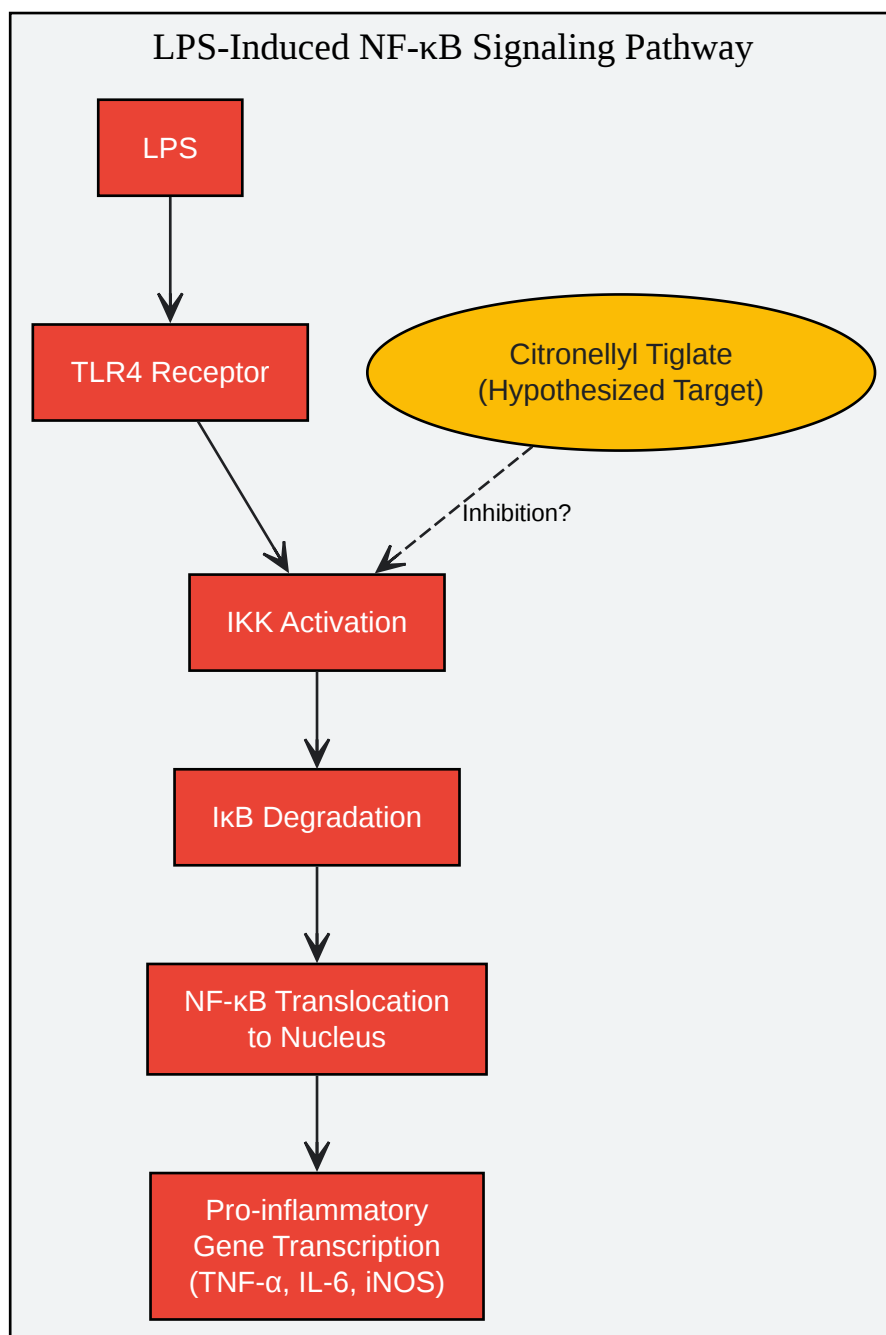 LPS-Induced NF-κB Signaling Pathway
LPS
TLR4 Receptor
Citronellyl Tiglate
(Hypothesized Target)
Inhibition?
IKK Activation
IκB Degradation
NF-κB Translocation
to Nucleus
Pro-inflammatory
Gene Transcription
(TNF-α, IL-6, iNOS)